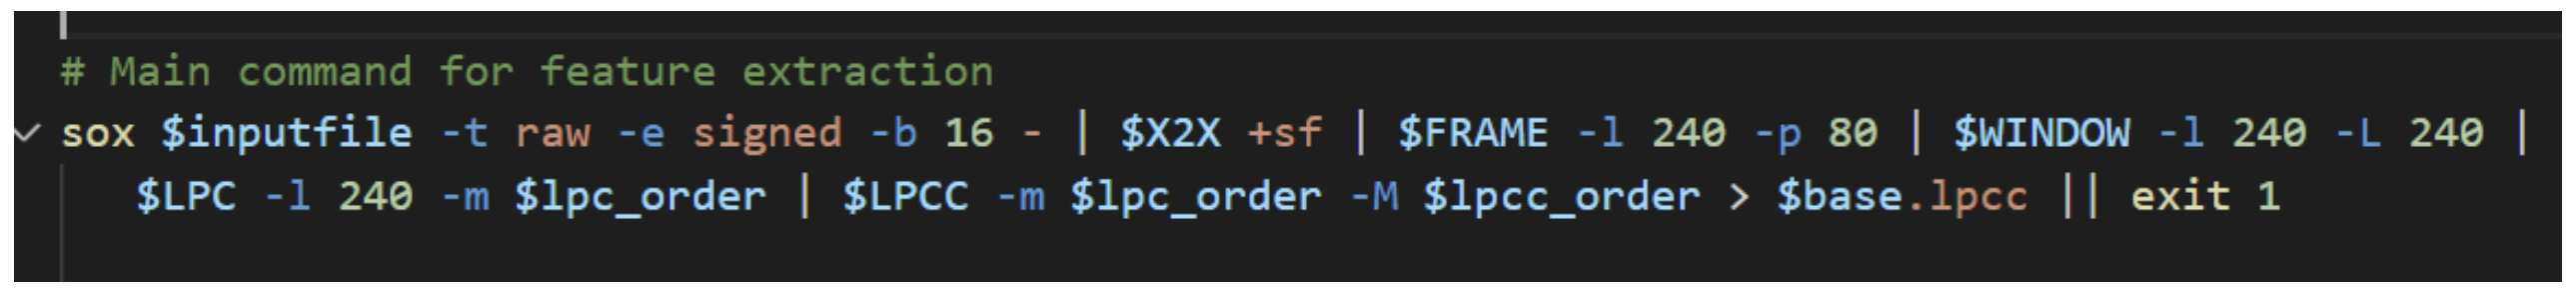 # Main command for feature extraction
sox $inputfile -t raw -e signed -b 16 - | $X2X +sf | $FRAME -l 240 -p 80 | $WINDOW -l 240 -L 240 |
$LPC -l 240 -m $lpc_order | $LPCC -m $lpc_order -M $lpcc_order > $base.lpcc || exit 1